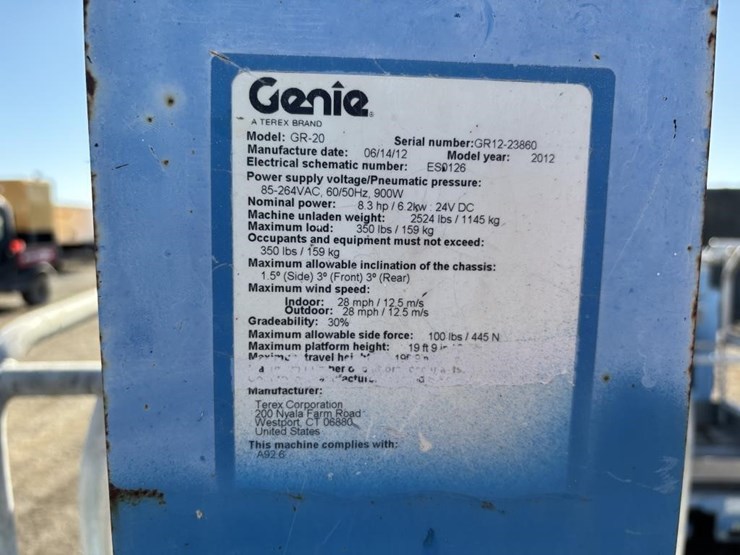 Genie
A TEREX BRAND
Model: GR-20 Serial number:GR12-23860
Manufacture date: 06/14/12 Model year: 2012
Electrical schematic number: ES0126
Power supply voltage/Pneumatic pressure:
85-264VAC, 60/50Hz, 900W
Nominal power: 8.3 hp / 6.2kw : 24V DC
Machine unladen weight: 2524 lbs / 1145 kg
Maximum load: 350 lbs / 159 kg
Occupants and equipment must not exceed:
350 lbs / 159 kg
Maximum allowable inclination of the chassis:
1.5º (Side) 3º (Front) 3º (Rear)
Maximum wind speed:
Indoor: 28 mph / 12.5 m/s
Outdoor: 28 mph / 12.5 m/s
Gradeability: 30%
Maximum allowable side force: 100 lbs / 445 N
Maximum platform height: 19 ft 9 in
Maximum travel
Manufacturer:
Terex Corporation
200 Nyala Farm Road
Westport, CT 06880
United States
This machine complies with:
A92.6